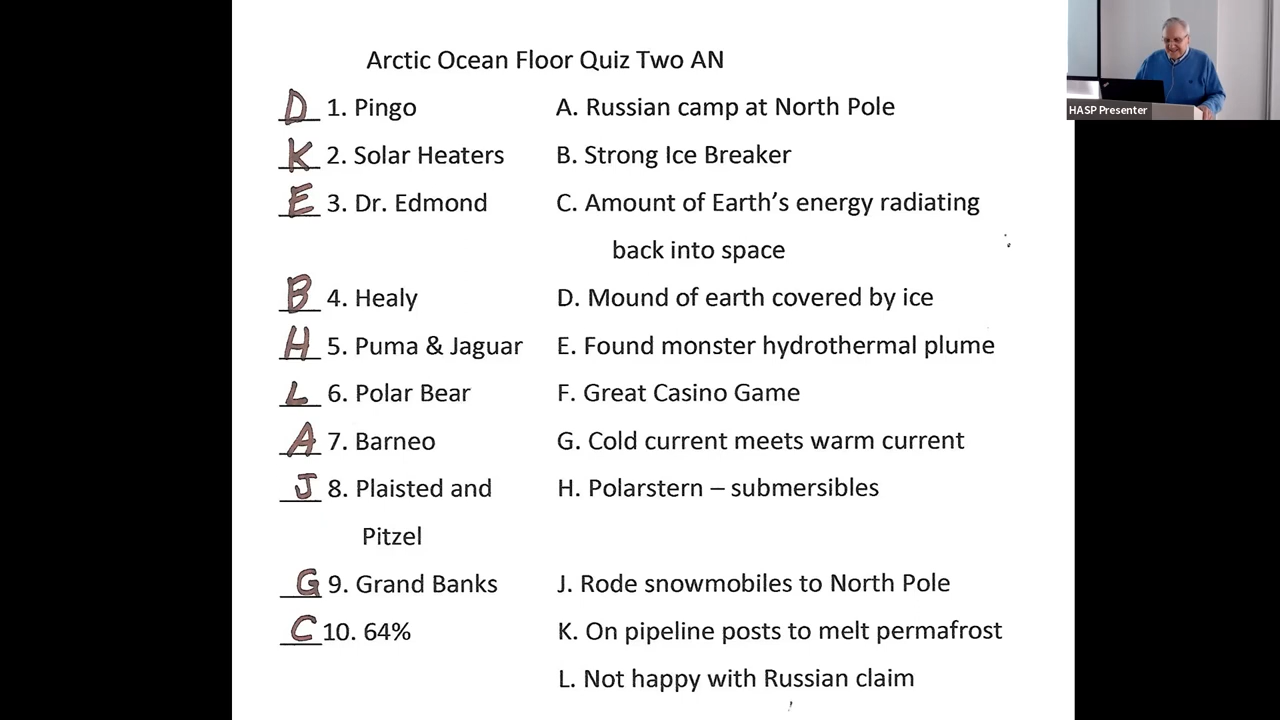 Arctic Ocean Floor Quiz Two AN
D 1. Pingo A. Russian camp at North Pole
K 2. Solar Heaters B. Strong Ice Breaker
E 3. Dr. Edmond C. Amount of Earth's energy radiating
back into space
B 4. Healy D. Mound of earth covered by ice
H 5. Puma & Jaguar E. Found monster hydrothermal plume
L 6. Polar Bear F. Great Casino Game
A 7. Barneo G. Cold current meets warm current
J 8. Plaisted and H. Polarstern – submersibles
Pitzel
G 9. Grand Banks J. Rode snowmobiles to North Pole
C 10. 64% K. On pipeline posts to melt permafrost
L. Not happy with Russian claim
HASP Presenter